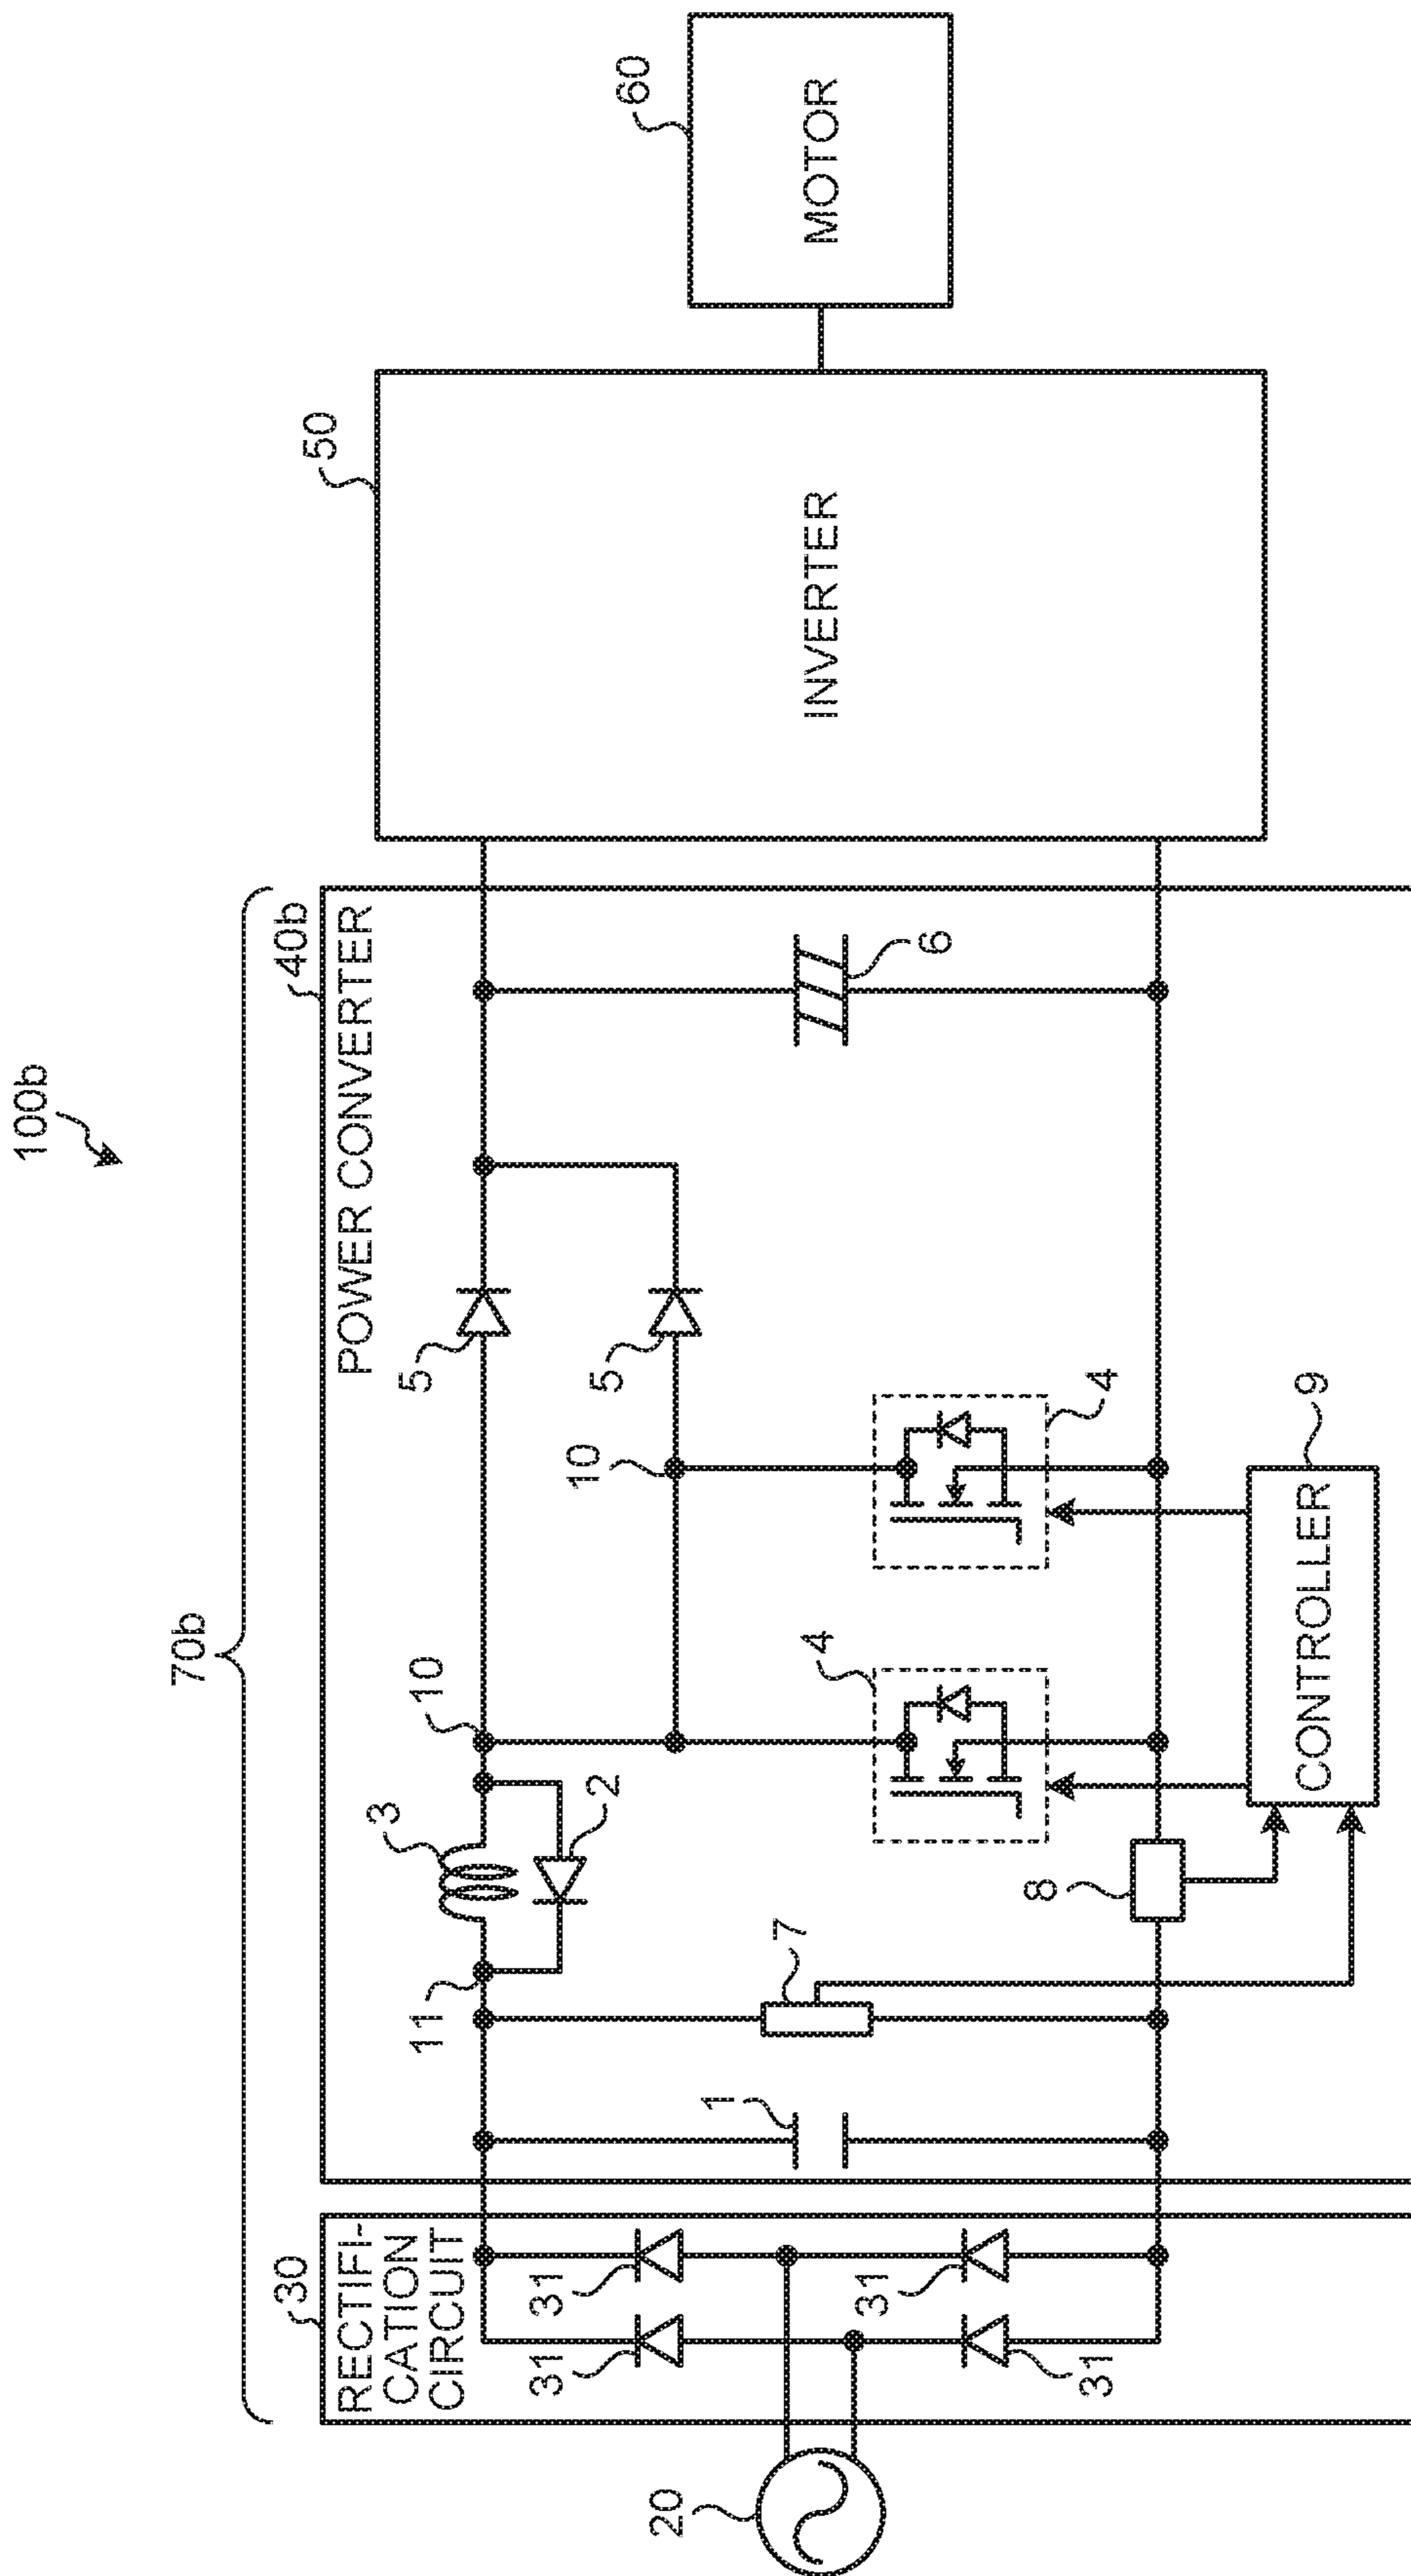 100b
70b
30
RECTIFI-
CATION
CIRCUIT
40b
POWER CONVERTER
50
INVERTER
60
MOTOR
20
31
31
31
31
1
11
7
3
2
10
10
5
5
4
4
6
8
CONTROLLER
9